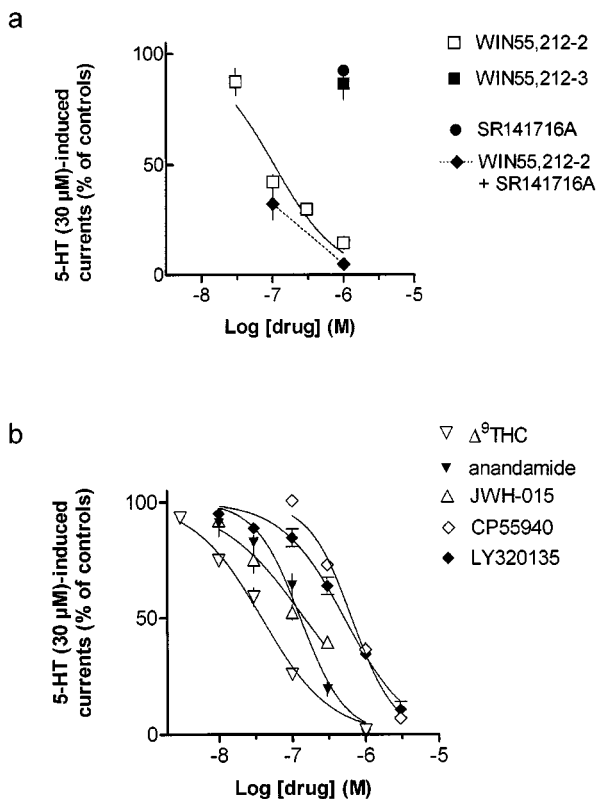 a
5-HT (30 µM)-induced
currents (% of controls)
100
50
0
-8
-7
-6
-5
Log [drug] (M)
WIN55,212-2
WIN55,212-3
SR141716A
WIN55,212-2
+ SR141716A
b
5-HT (30 µM)-induced
currents (% of controls)
100
50
0
-8
-7
-6
-5
Log [drug] (M)
Δ⁹THC
anandamide
JWH-015
CP55940
LY320135